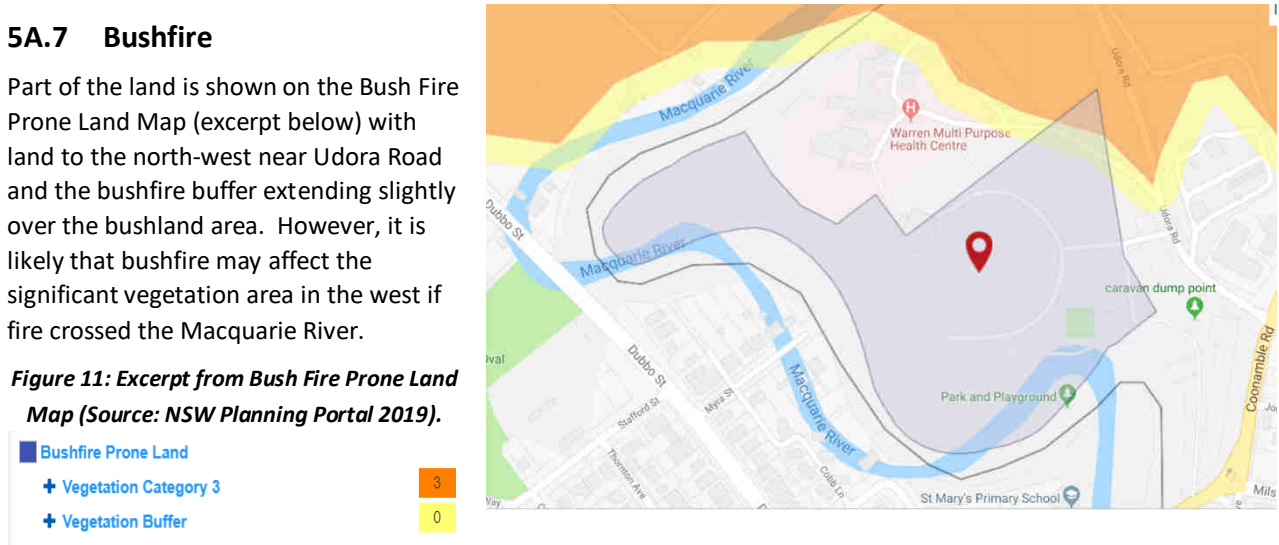 5A.7 Bushfire
Part of the land is shown on the Bush Fire
Prone Land Map (excerpt below) with
land to the north-west near Udora Road
and the bushfire buffer extending slightly
over the bushland area. However, it is
likely that bushfire may affect the
significant vegetation area in the west if
fire crossed the Macquarie River.
Figure 11: Excerpt from Bush Fire Prone Land
Map (Source: NSW Planning Portal 2019).
Bushfire Prone Land
+ Vegetation Category 3
3
+ Vegetation Buffer
0
Udora Rd
Macquarie River
H
Warren Multi Purpose
Health Centre
Dubbo St
Macquarie River
Udora Rd
caravan dump point
Oval
Dubbo St
Macquarie River
Park and Playground
Coonamble Rd
Stafford St
Myra St
Thornton Ave
Cobb Ln
St Mary's Primary School
Mils